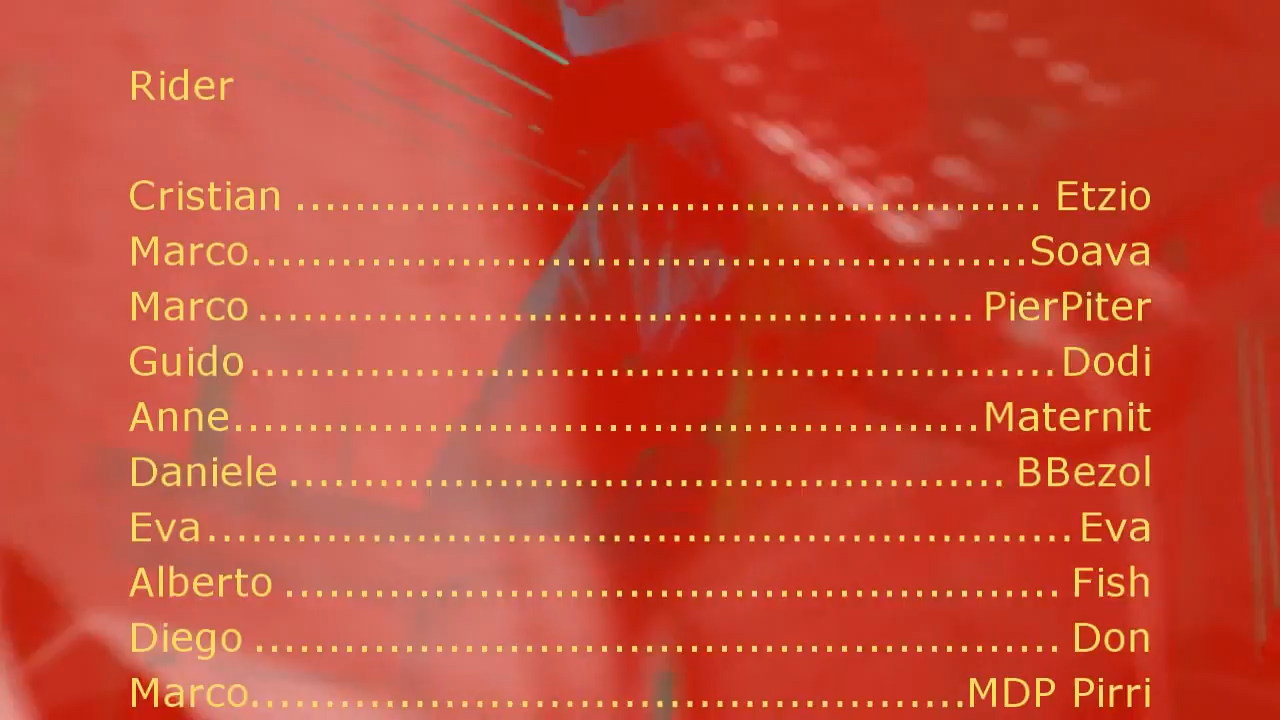 Rider
Cristian ........................................................ Etzio
Marco..........................................................Soava
Marco ...................................................... PierPiter
Guido.............................................................Dodi
Anne........................................................Maternit
Daniele ...................................................... BBezol
Eva.................................................................Eva
Alberto .......................................................... Fish
Diego ............................................................ Don
Marco.....................................................MDP Pirri